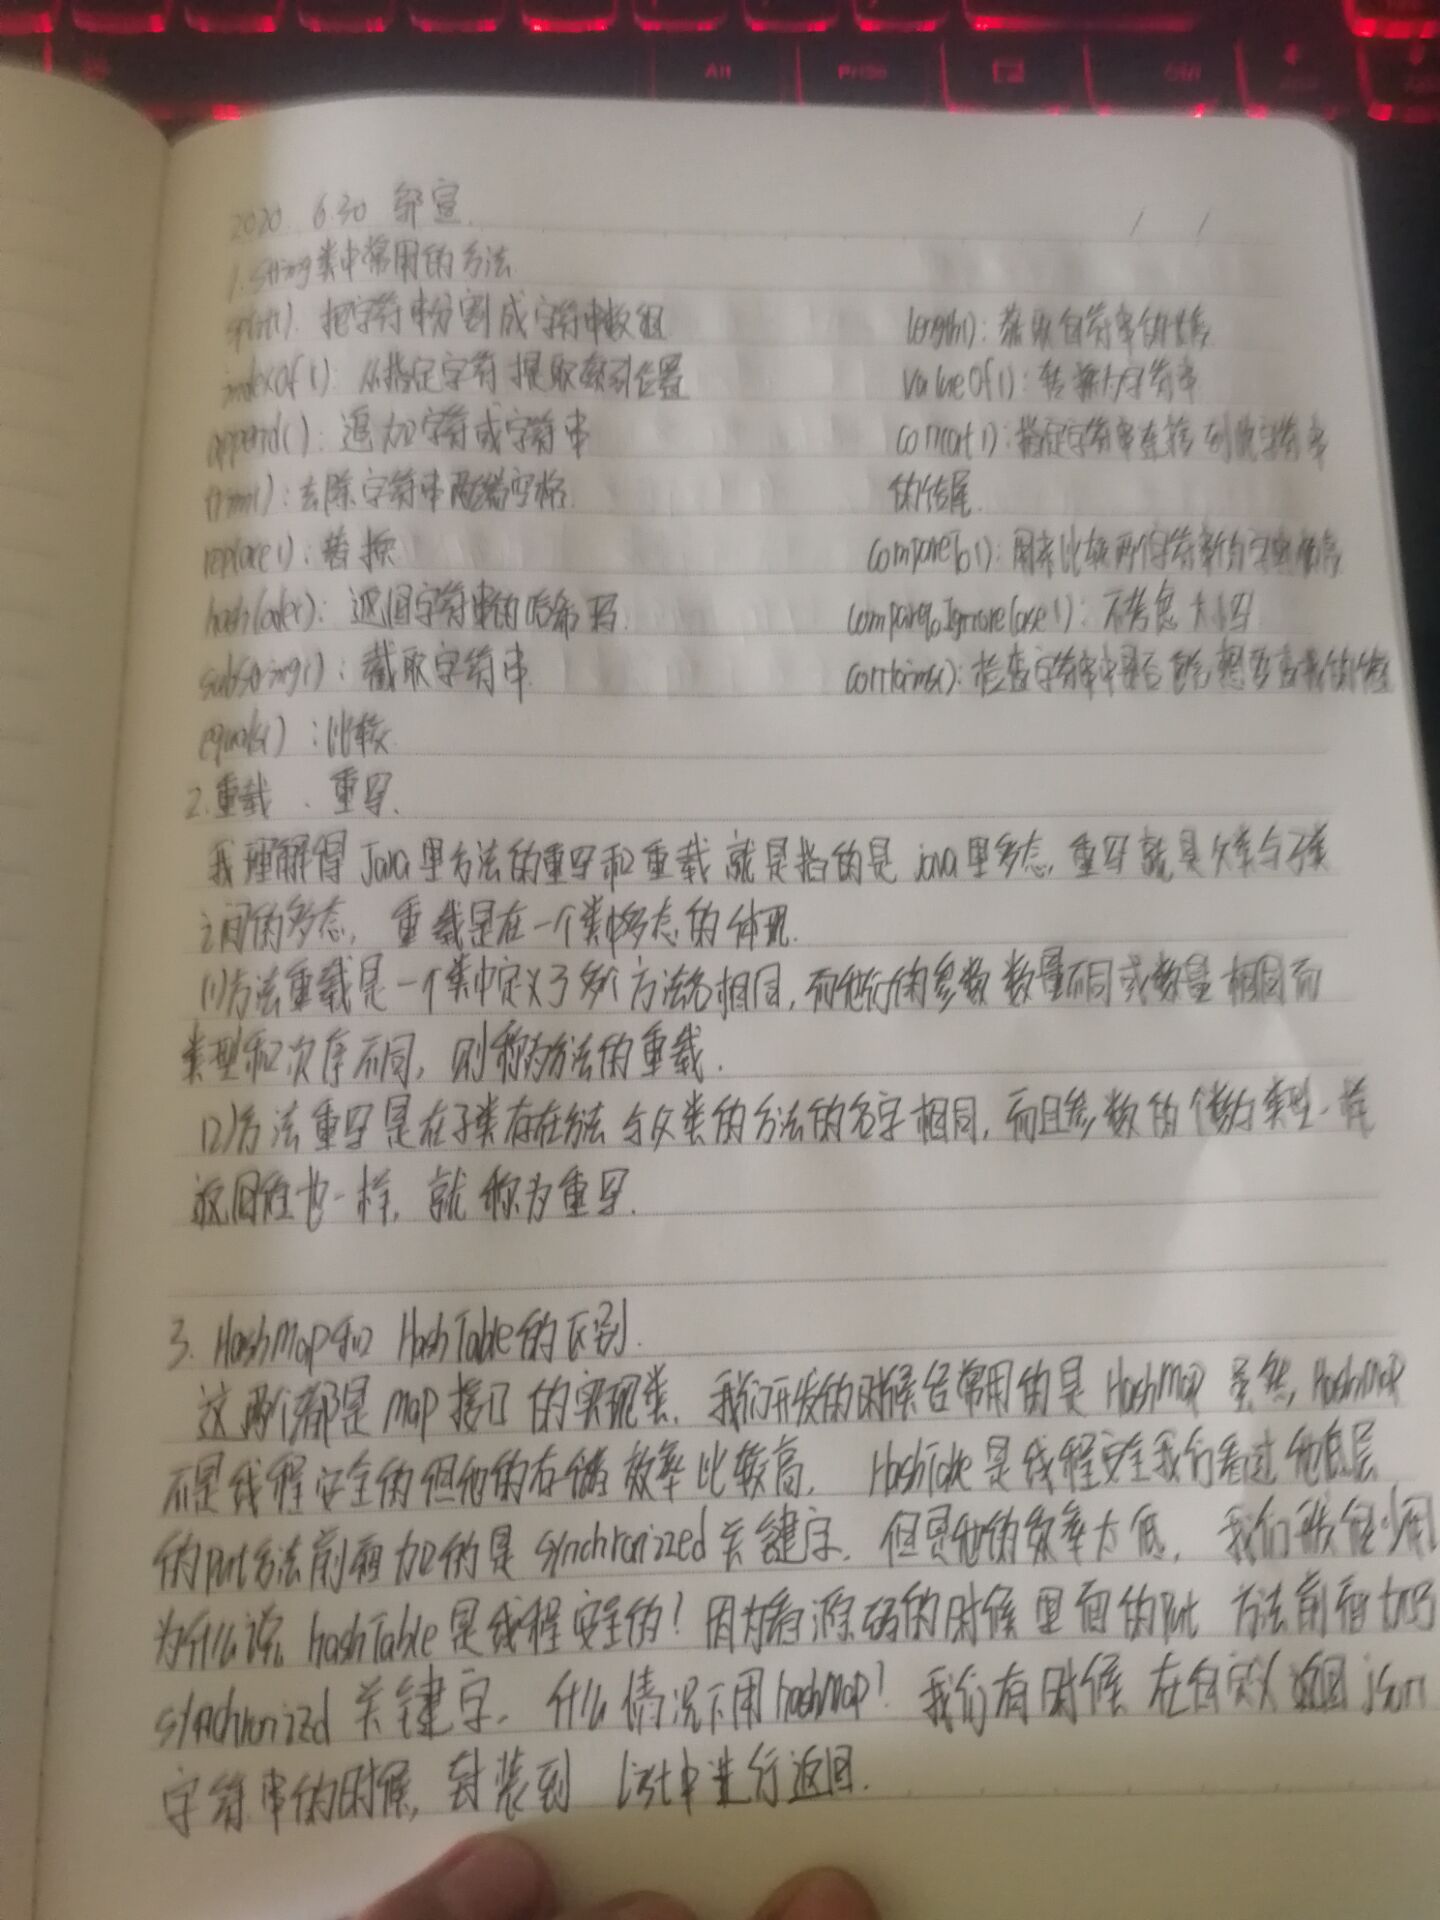 2020. 6.30
1. String类中常用的方法
split(): 把字符串分割成字符串数组
length(): 获取字符串的长度
indexOf(): 从指定字符提取索引位置
valueOf(): 转换为字符串
append(): 追加字符或字符串
concat(): 指定字符串连接到此字符串
trim(): 去除字符串两端空格.
的结尾.
replace(): 替换
compareTo(): 用来比较两个字符串的字典顺序
hashCode(): 返回字符串的哈希码.
compareToIgnoreCase(): 不考虑大小写
subString(): 截取字符串
contains(): 检查字符串中是否包含想要查找的值
equals() : 比较.
2.重载 、重写.
我理解得Java里方法的重写和重载就是指的是java里多态, 重写就是父类与子类
之间的多态, 重载是在一个类中多态的体现.
(1)方法重载是一个类中定义了多个方法名相同,而他们的参数数量不同或数量相同而
类型和次序不同, 则称为方法的重载.
(2)方法重写是在子类存在方法与父类的方法的名字相同,而且参数的个数与类型一样
返回值也一样, 就称为重写.
3. HashMap和 HashTable的区别.
这两个都是map接口的实现类, 我们开发的时候经常用的是HashMap 虽然, HashMap
不是线程安全的但他的存储效率比较高. HashTable是线程安全我们看过他底层
的put方法前面加的是synchronized关键字. 但是他的效率太低, 我们很少用
为什么说 hashTable是线程安全的! 因为看源码的时候里面的put 方法前面加了
synchronized 关键字. 什么情况下用hashMap? 我们有时候在自定义返回json
字符串的时候, 封装到 List中进行返回.